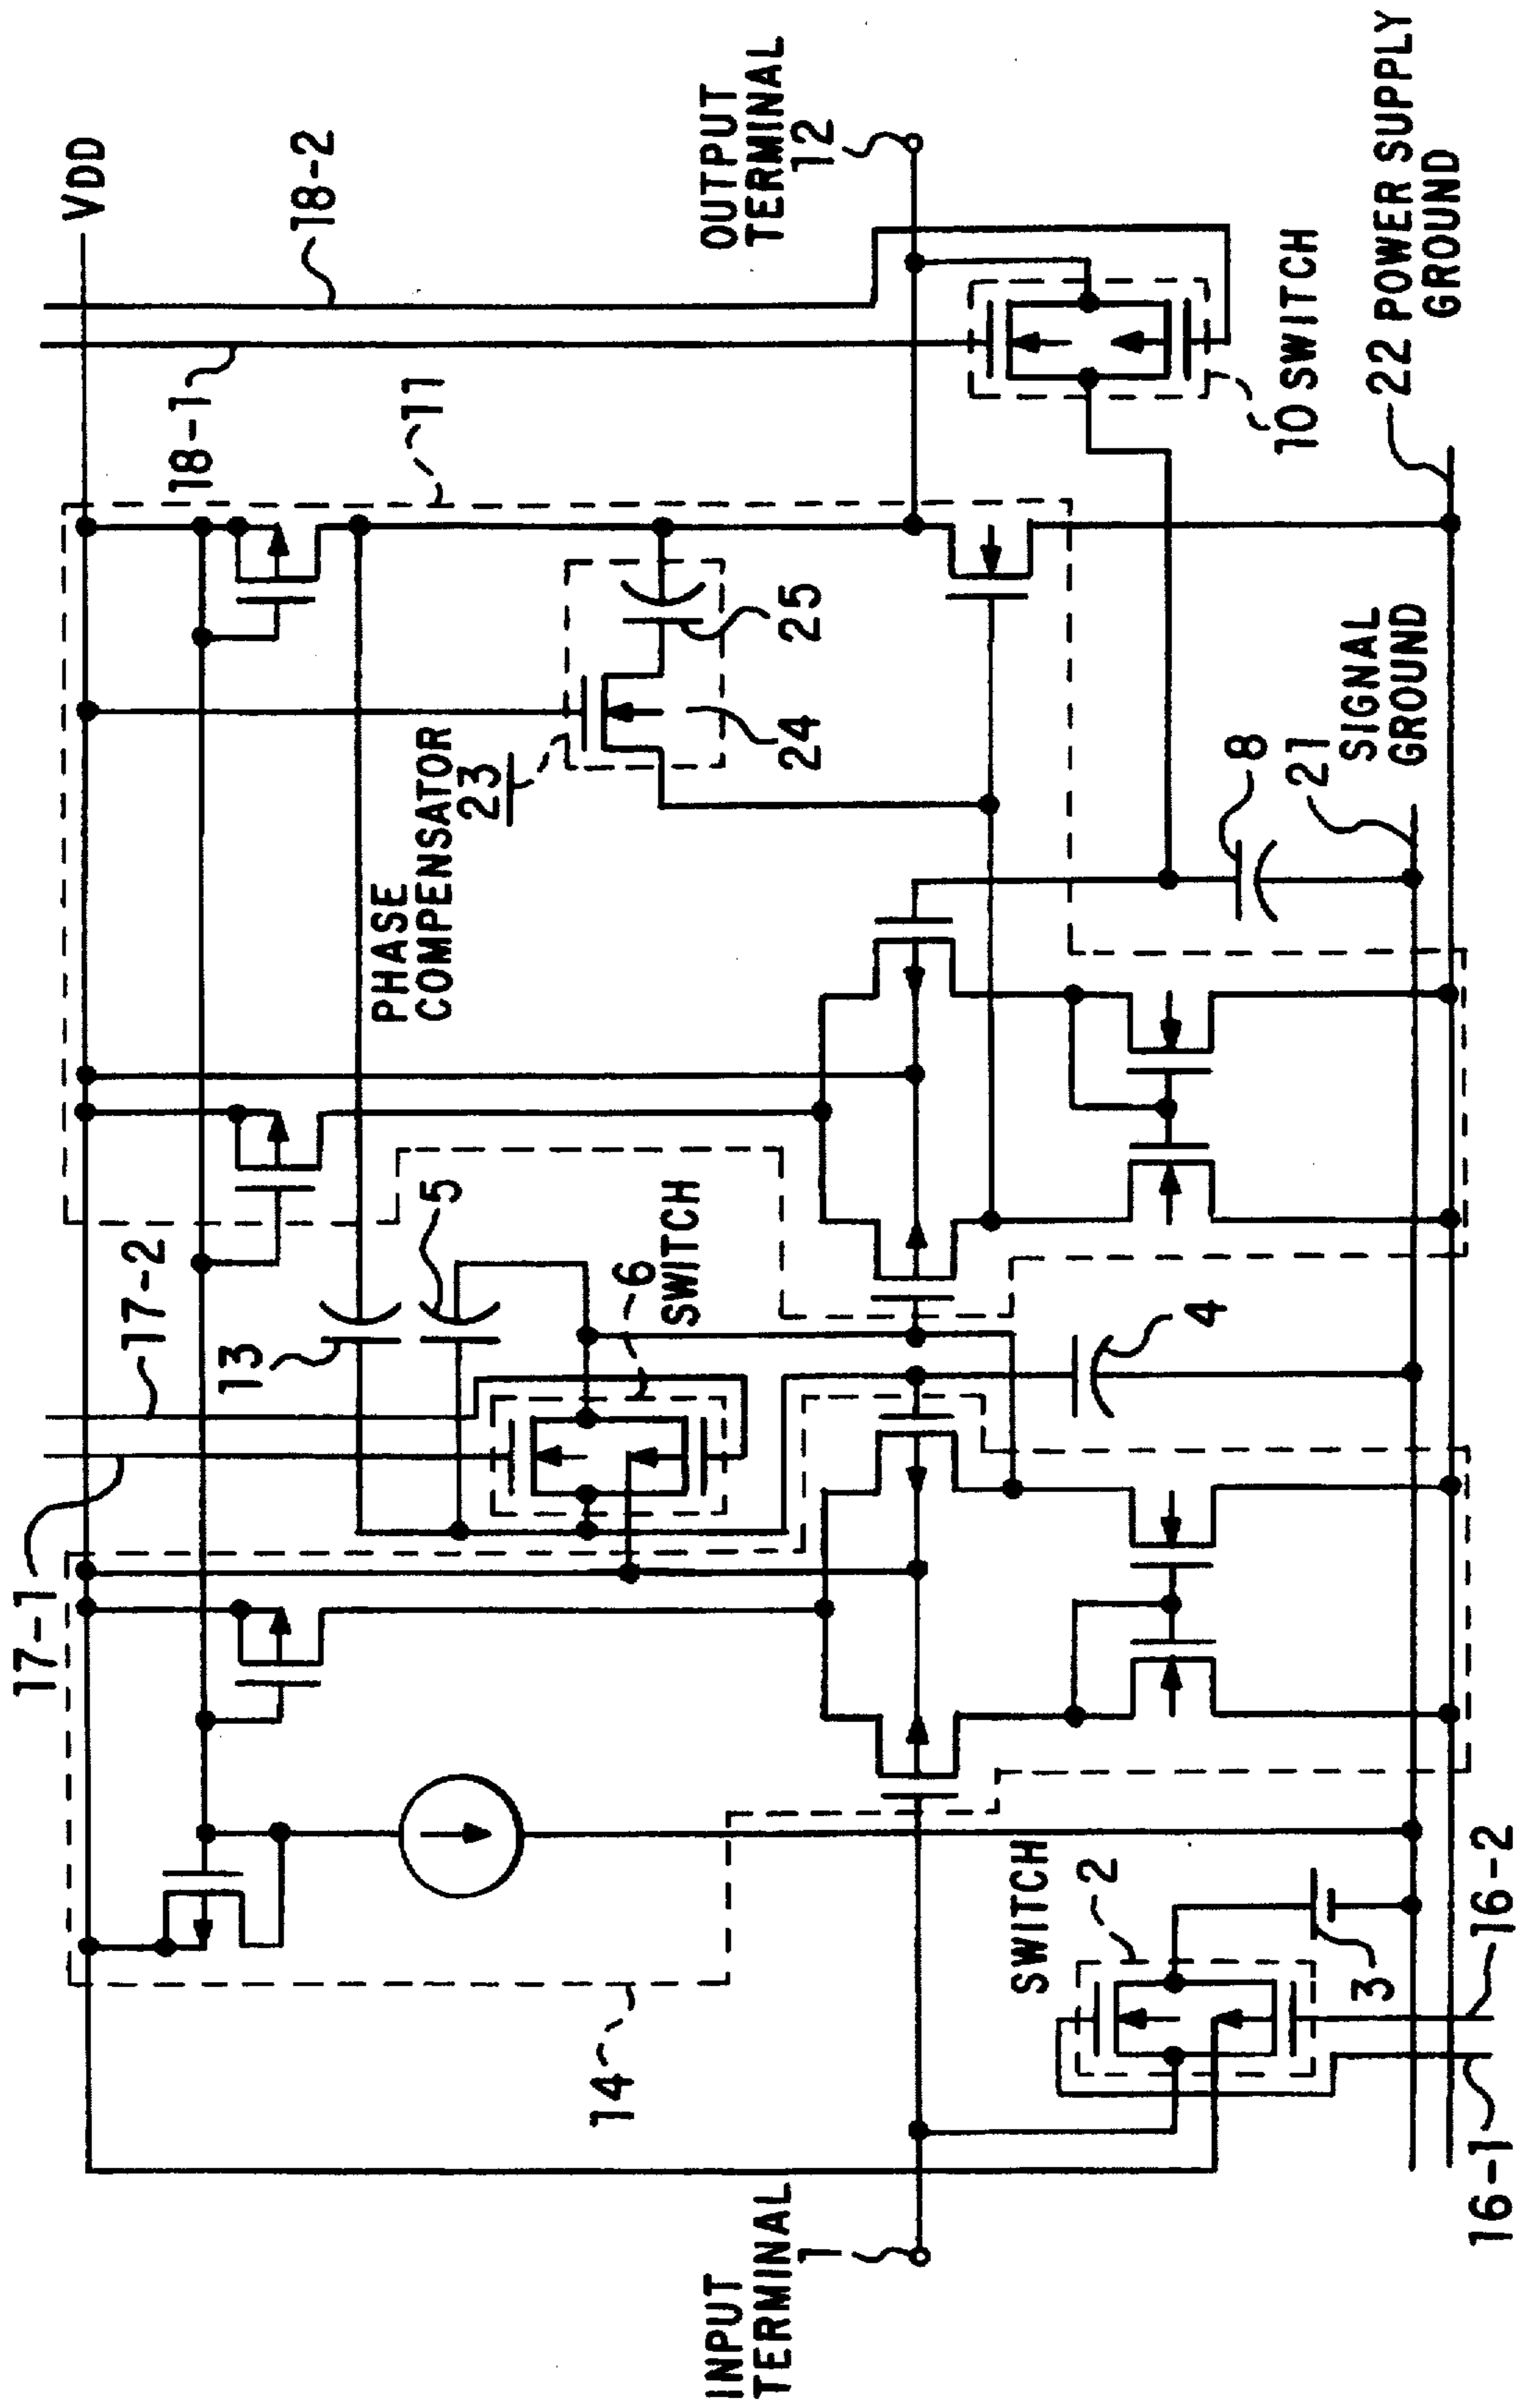 VDD
18-2
18-1
11
OUTPUT
TERMINAL
12
10 SWITCH
22 POWER SUPPLY
GROUND
25
24
PHASE
COMPENSATOR
23
8
21
SIGNAL
GROUND
17-2
13
5
6
SWITCH
4
17-1
14
SWITCH
2
3
16-2
16-1
INPUT
TERMINAL
1